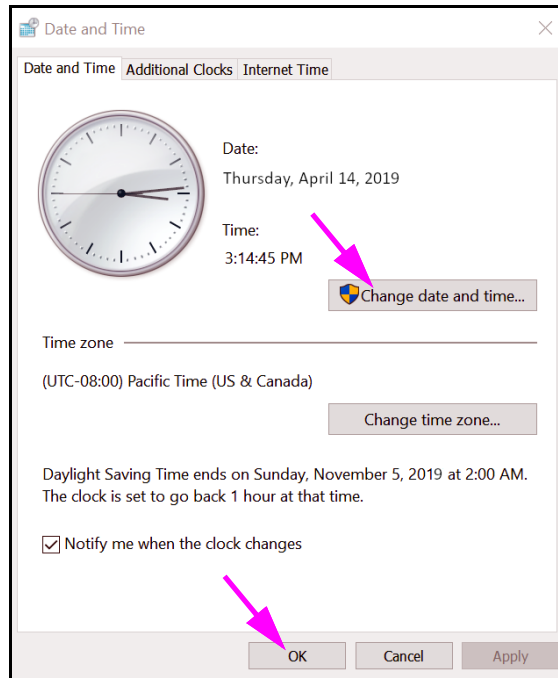 Date and Time
Date and Time Additional Clocks Internet Time
Date:
Thursday, April 14, 2019
Time:
3:14:45 PM
Change date and time...
Time zone
(UTC-08:00) Pacific Time (US & Canada)
Change time zone...
Daylight Saving Time ends on Sunday, November 5, 2019 at 2:00 AM.
The clock is set to go back 1 hour at that time.
Notify me when the clock changes
OK Cancel Apply